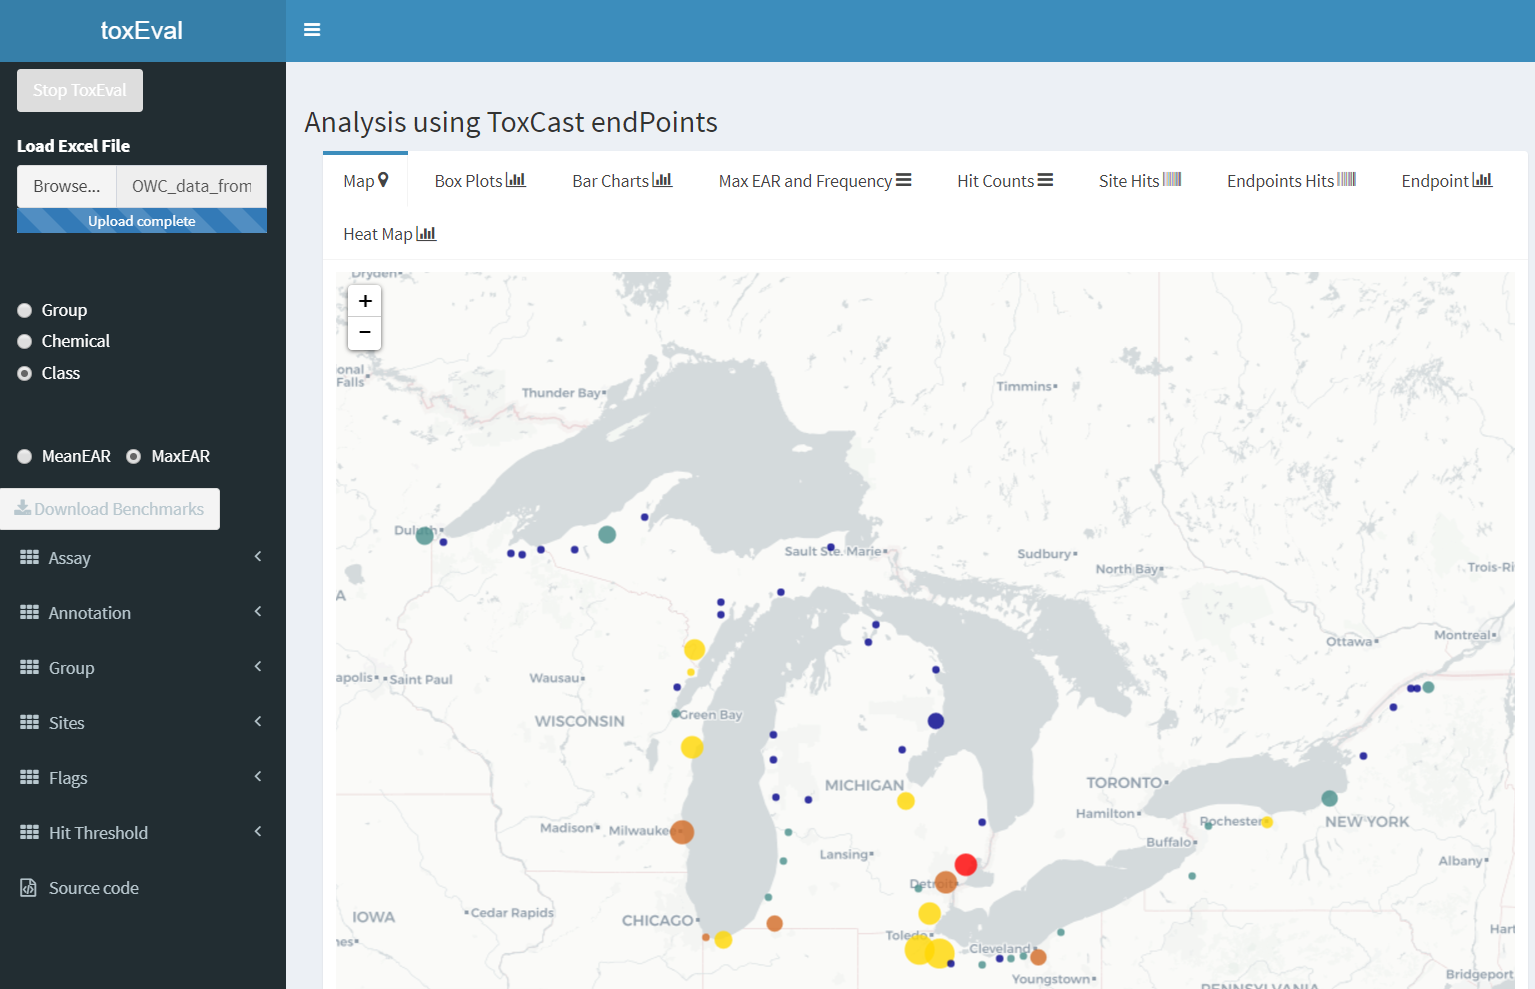 toxEval
Stop ToxEval
Load Excel File
Browse...
OWC_data_from
Upload complete
Group
Chemical
Class
MeanEAR
MaxEAR
Download Benchmarks
Assay
Annotation
Group
Sites
Flags
Hit Threshold
Source code
Analysis using ToxCast endPoints
Map
Box Plots
Bar Charts
Max EAR and Frequency
Hit Counts
Site Hits
Endpoints Hits
Endpoint
Heat Map
+
−
Dryden
onal
Falls
Thunder Bay
Timmins
Duluth
Sault Ste. Marie
Sudbury
North Bay
Trois-Ri
A
Ottawa
Montreal
apolis
Saint Paul
Wausau
WISCONSIN
Green Bay
MICHIGAN
TORONTO
Hamilton
Rochester
NEW YORK
Madison
Milwaukee
Lansing
Buffalo
Albany
Detroit
IOWA
Cedar Rapids
CHICAGO
Toledo
Cleveland
Hart
nes
Youngstown
Bridgeport
PENNSYLVANIA